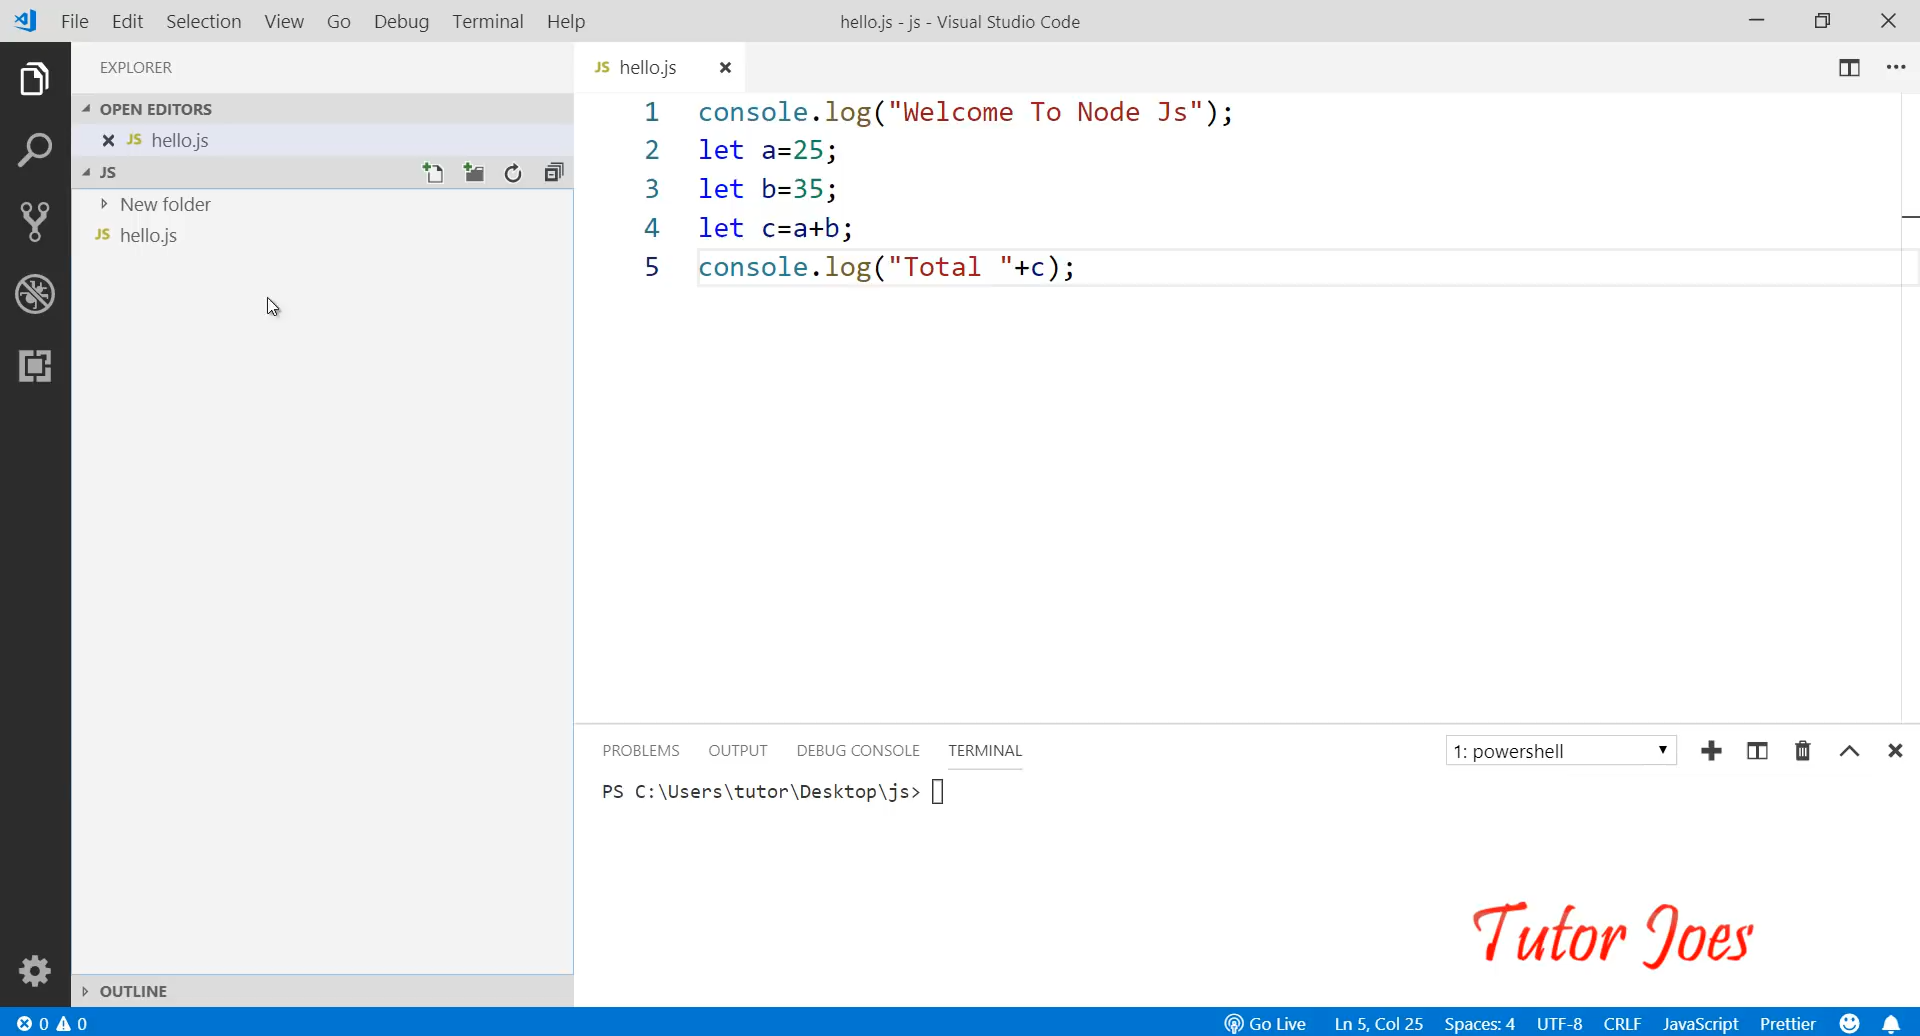 File Edit Selection View Go Debug Terminal Help
hello.js - js - Visual Studio Code
EXPLORER
OPEN EDITORS
JS hello.js
JS
New folder
JS hello.js
OUTLINE
JS hello.js
1 console.log("Welcome To Node Js");
2 let a=25;
3 let b=35;
4 let c=a+b;
5 console.log("Total "+c);
PROBLEMS OUTPUT DEBUG CONSOLE TERMINAL
1: powershell
PS C:\Users\tutor\Desktop\js>
Tutor Joes
0 0 Go Live Ln 5, Col 25 Spaces: 4 UTF-8 CRLF JavaScript Prettier